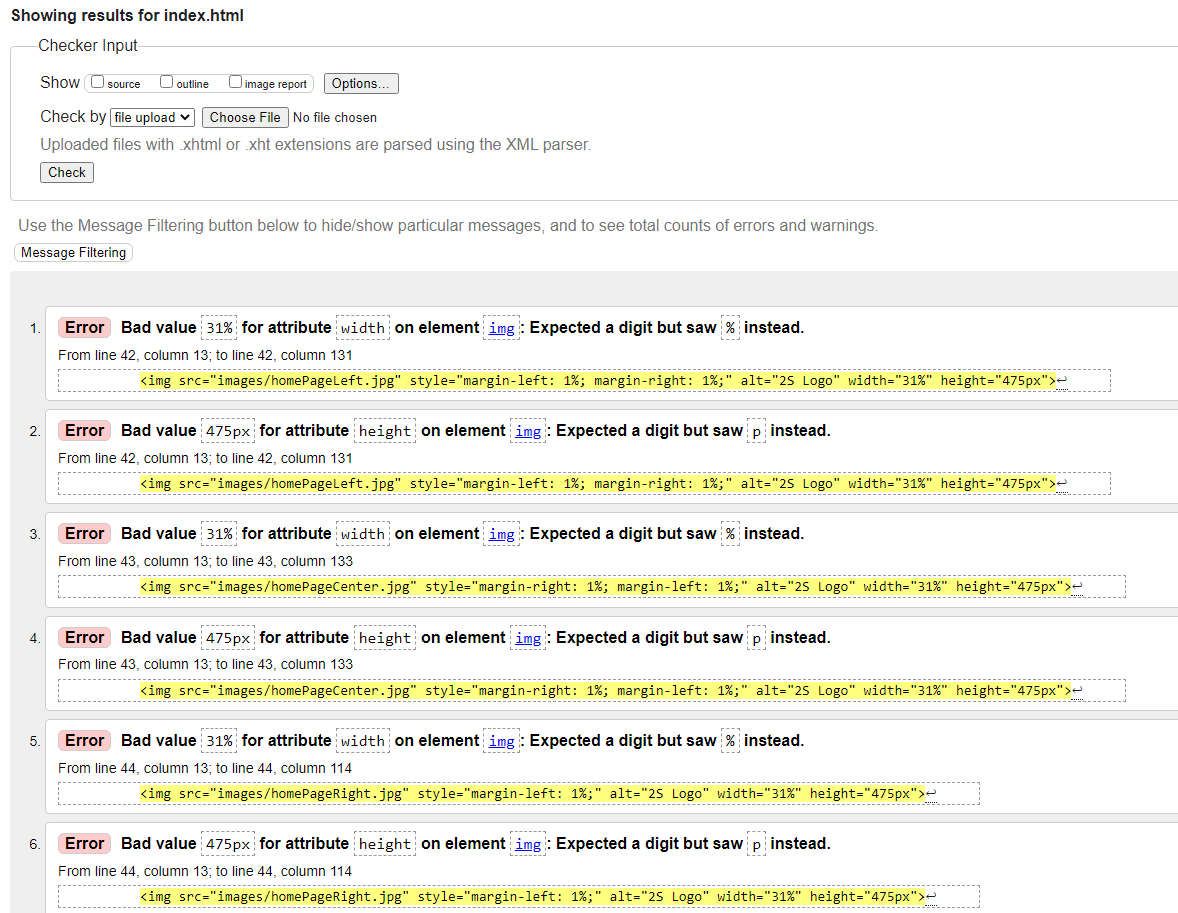 Showing results for index.html
Checker Input
Show source outline image report Options...
Check by file upload Choose File No file chosen
Uploaded files with .xhtml or .xht extensions are parsed using the XML parser.
Check
Use the Message Filtering button below to hide/show particular messages, and to see total counts of errors and warnings.
Message Filtering
1. Error Bad value 31% for attribute width on element img: Expected a digit but saw % instead.
From line 42, column 13; to line 42, column 131
<img src="images/homePageLeft.jpg" style="margin-left: 1%; margin-right: 1%;" alt="2S Logo" width="31%" height="475px">↩
2. Error Bad value 475px for attribute height on element img: Expected a digit but saw p instead.
From line 42, column 13; to line 42, column 131
<img src="images/homePageLeft.jpg" style="margin-left: 1%; margin-right: 1%;" alt="2S Logo" width="31%" height="475px">↩
3. Error Bad value 31% for attribute width on element img: Expected a digit but saw % instead.
From line 43, column 13; to line 43, column 133
<img src="images/homePageCenter.jpg" style="margin-right: 1%; margin-left: 1%;" alt="2S Logo" width="31%" height="475px">↩
4. Error Bad value 475px for attribute height on element img: Expected a digit but saw p instead.
From line 43, column 13; to line 43, column 133
<img src="images/homePageCenter.jpg" style="margin-right: 1%; margin-left: 1%;" alt="2S Logo" width="31%" height="475px">↩
5. Error Bad value 31% for attribute width on element img: Expected a digit but saw % instead.
From line 44, column 13; to line 44, column 114
<img src="images/homePageRight.jpg" style="margin-left: 1%;" alt="2S Logo" width="31%" height="475px">↩
6. Error Bad value 475px for attribute height on element img: Expected a digit but saw p instead.
From line 44, column 13; to line 44, column 114
<img src="images/homePageRight.jpg" style="margin-left: 1%;" alt="2S Logo" width="31%" height="475px">↩